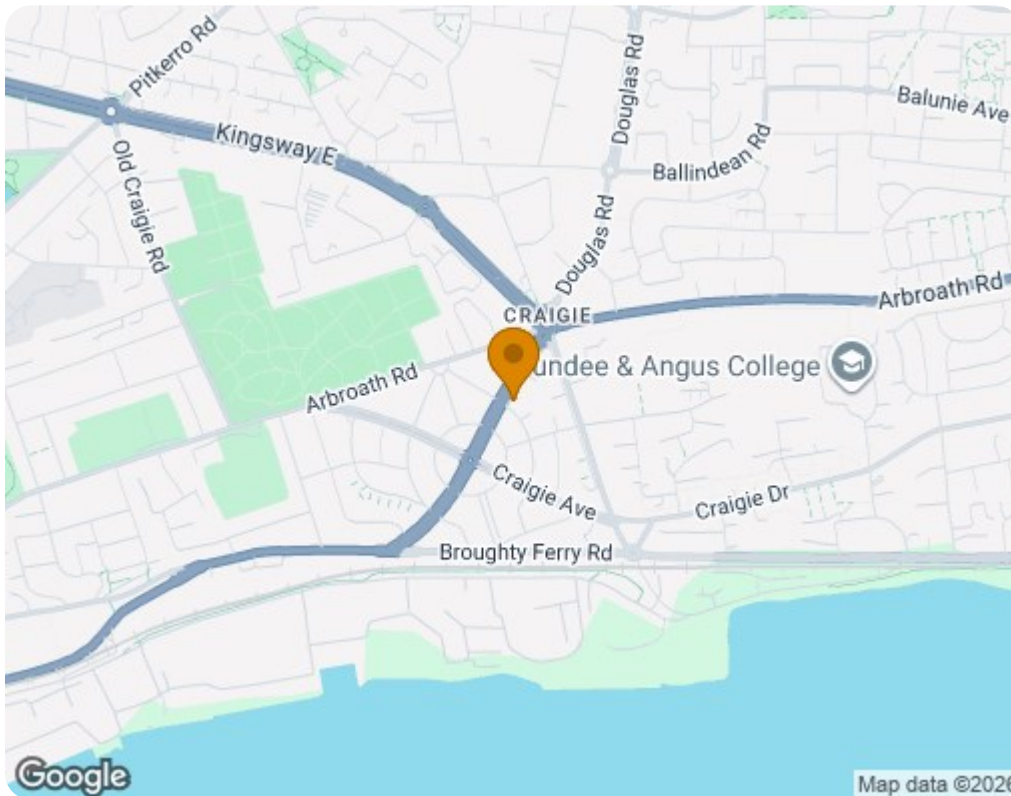 Pitkerro Rd
Douglas Rd
Balunie Ave
Kingsway E
Ballindean Rd
Old Craigie Rd
Douglas Rd
Arbroath Rd
CRAIGIE
undee & Angus College
Arbroath Rd
Craigie Ave
Craigie Dr
Broughty Ferry Rd
Google
Map data ©2026